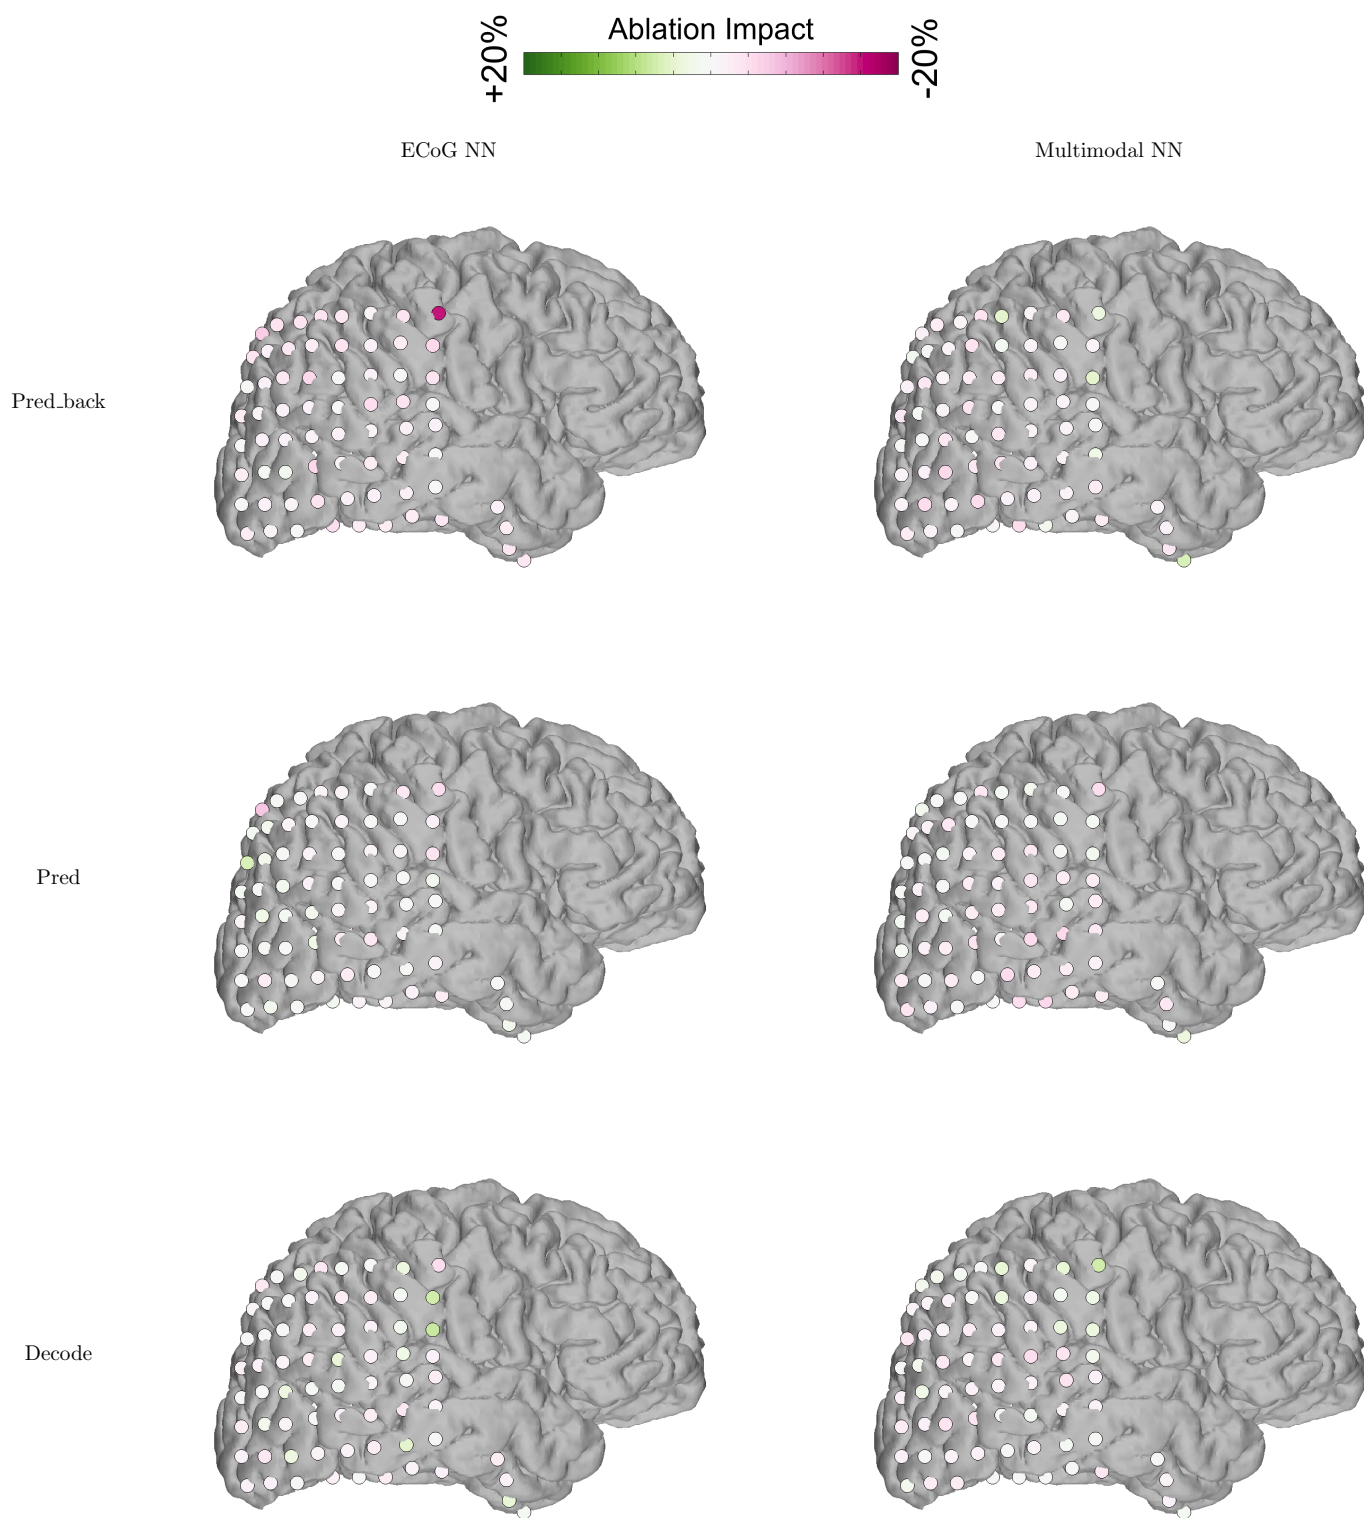 Ablation Impact
+20%
-20%
ECoG NN
Multimodal NN
Pred_back
Pred
Decode